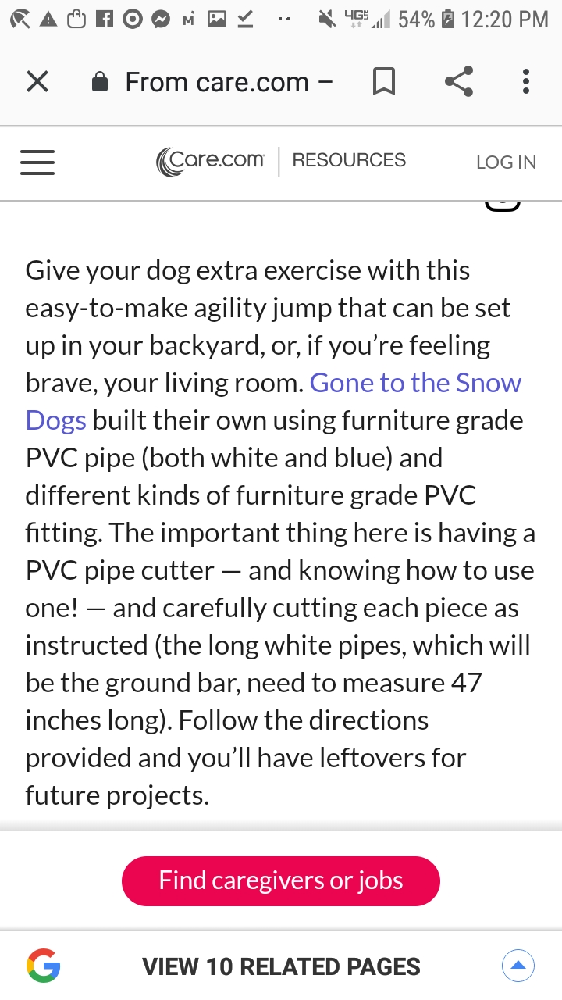 4GE 54% 12:20 PM
From care.com –
Care.com RESOURCES LOG IN
Give your dog extra exercise with this
easy-to-make agility jump that can be set
up in your backyard, or, if you’re feeling
brave, your living room. Gone to the Snow
Dogs built their own using furniture grade
PVC pipe (both white and blue) and
different kinds of furniture grade PVC
fitting. The important thing here is having a
PVC pipe cutter — and knowing how to use
one! — and carefully cutting each piece as
instructed (the long white pipes, which will
be the ground bar, need to measure 47
inches long). Follow the directions
provided and you’ll have leftovers for
future projects.
Find caregivers or jobs
VIEW 10 RELATED PAGES